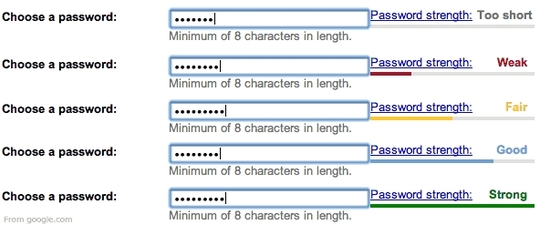 Choose a password: ••••••• Password strength: Too short
Minimum of 8 characters in length.
Choose a password: •••••••• Password strength: Weak
Minimum of 8 characters in length.
Choose a password: ••••••••• Password strength: Fair
Minimum of 8 characters in length.
Choose a password: •••••••• Password strength: Good
Minimum of 8 characters in length.
Choose a password: ••••••••• Password strength: Strong
Minimum of 8 characters in length.
From google.com